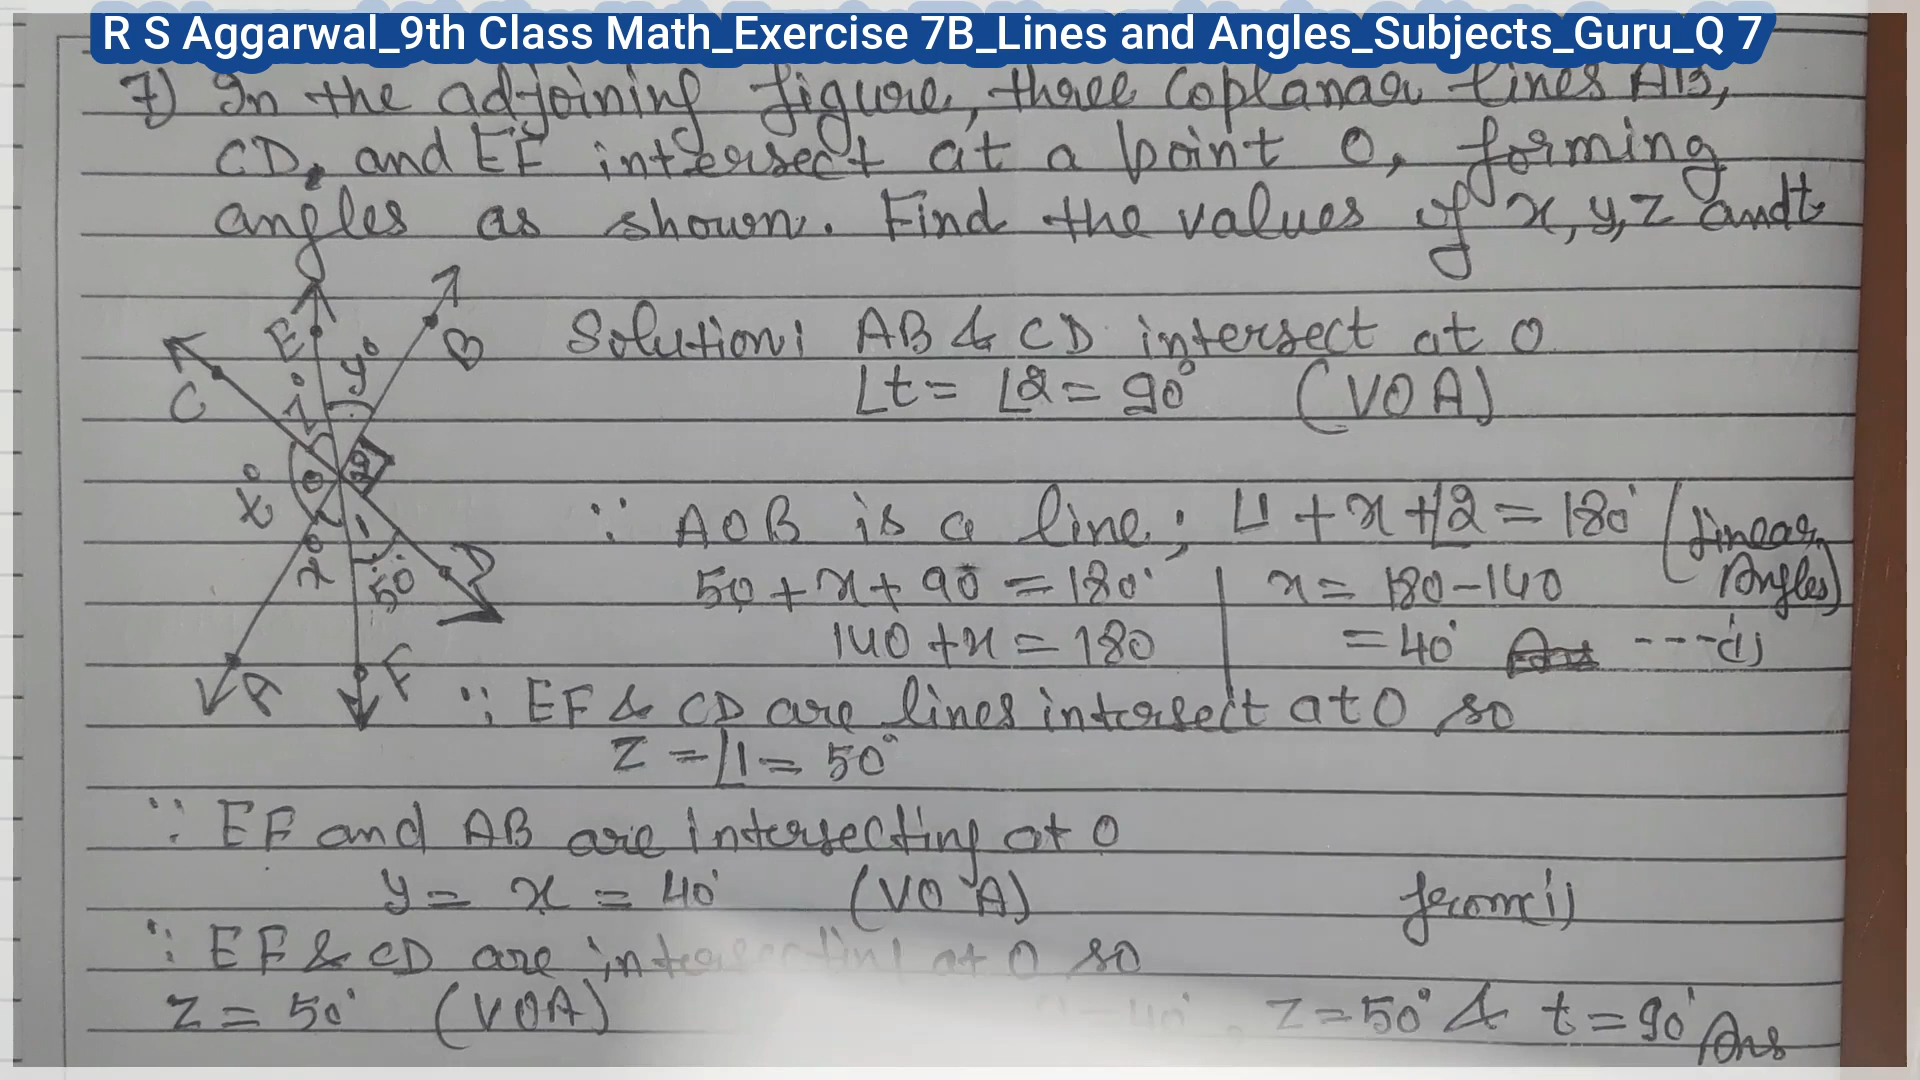 R S Aggarwal_9th Class Math_Exercise 7B_Lines and Angles_Subjects_Guru_Q 7
7) In the adjoining figure, three Coplanar lines AB,
CD, and EF intersect at a point O, forming
angles as shown. Find the values of x, y, z and t
E
y°
B
C
z°
t°
O
2
1
x°
50°
D
A
F
Solution: AB & CD intersect at O
∠t = ∠2 = 90° (VOA)
∵ AOB is a line; ∠1 + x + ∠2 = 180° (linear Angles)
50 + x + 90 = 180°
140 + x = 180
x = 180 - 140
= 40° ---(i)
∵ EF & CD are lines intersect at O so
z = ∠1 = 50°
∵ EF and AB are intersecting at O
y = x = 40° (VOA) from (i)
∵ EF & CD are intersecting at O so
z = 50° (VOA)
= 40°, z = 50° & t = 90° Ans